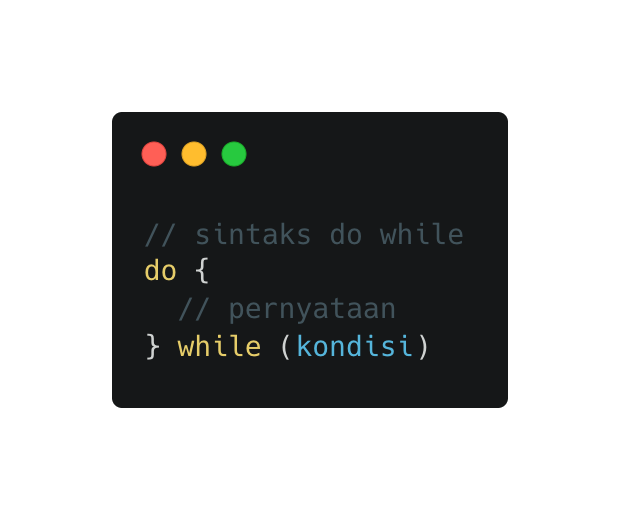 // sintaks do while
do {
  // pernyataan
} while (kondisi)